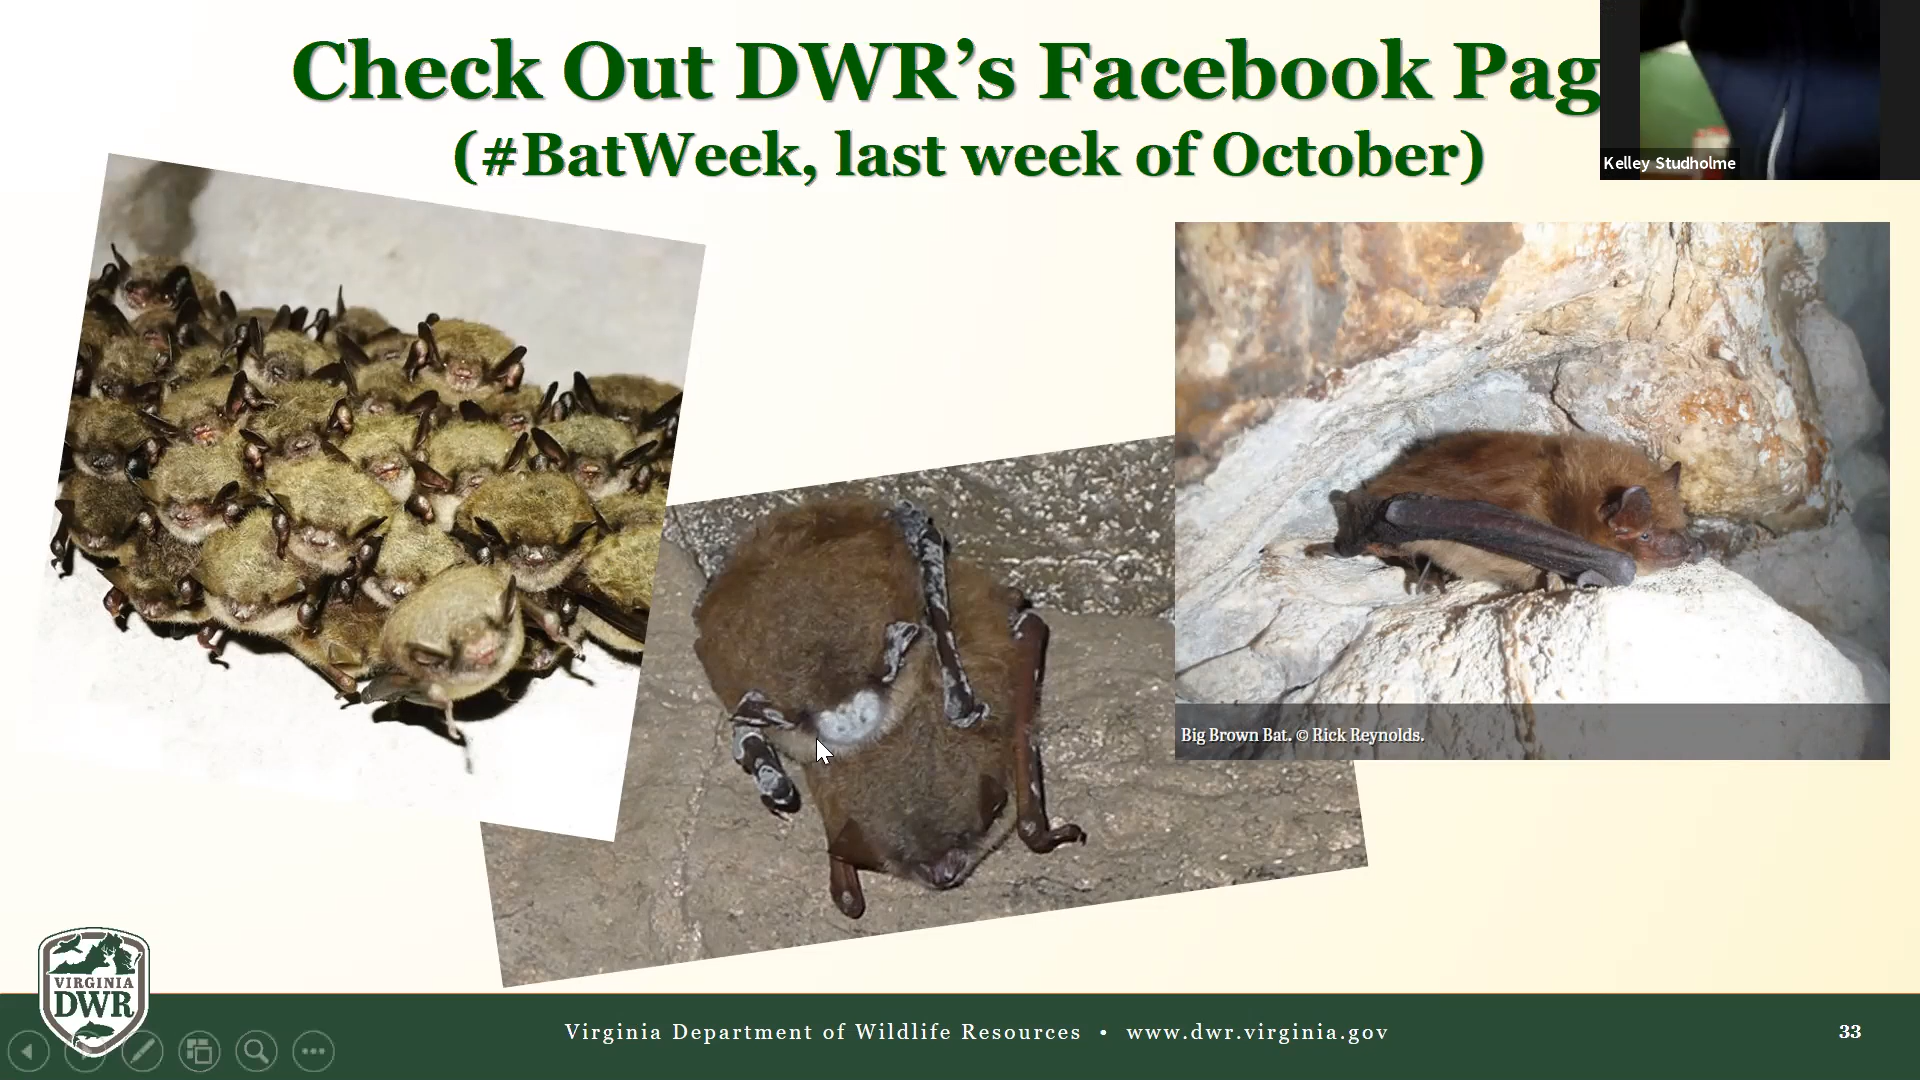 Check Out DWR’s Facebook Pag
(#BatWeek, last week of October)
Kelley Studholme
Big Brown Bat. © Rick Reynolds.
VIRGINIA
DWR
Virginia Department of Wildlife Resources • www.dwr.virginia.gov
33